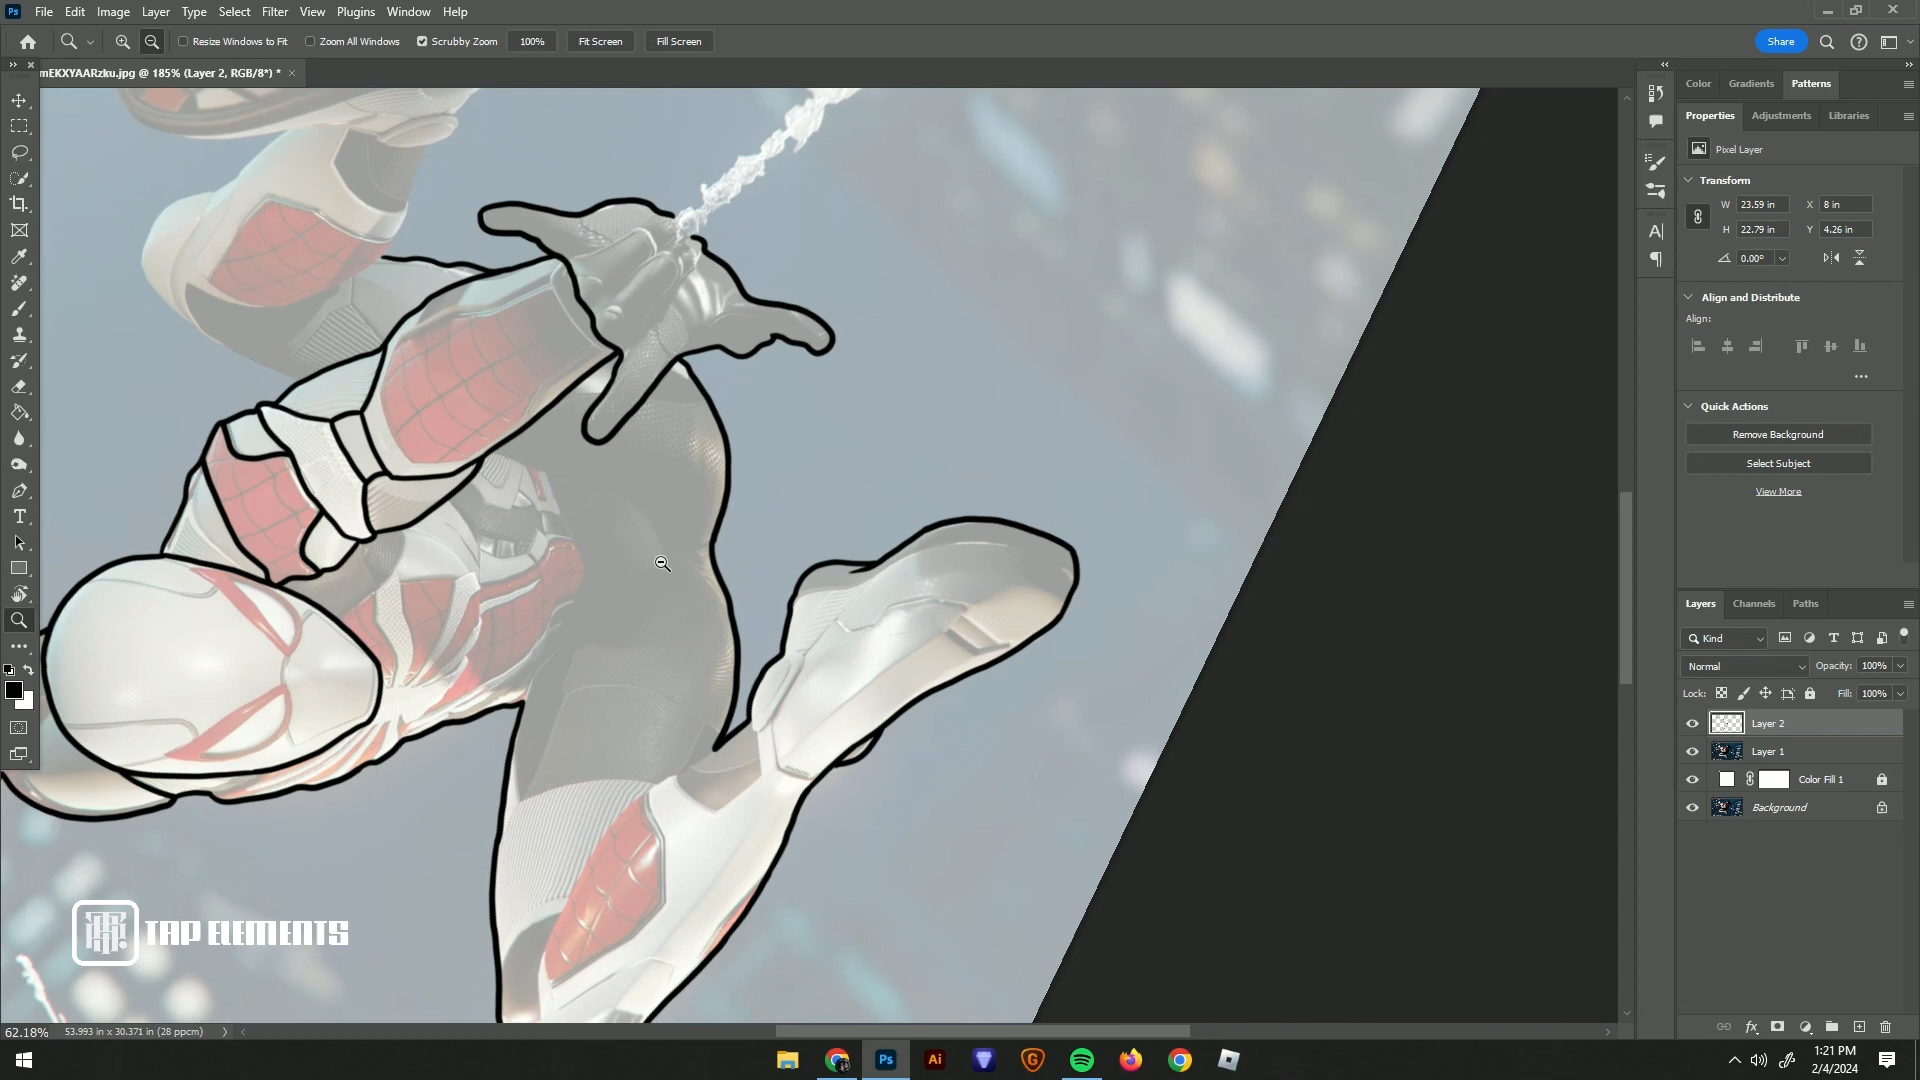 Ps File Edit Image Layer Type Select Filter View Plugins Window Help
Resize Windows to Fit Zoom All Windows Scrubby Zoom 100% Fit Screen Fill Screen Share
mEKXYAARzku.jpg @ 185% (Layer 2, RGB/8*) *
Color Gradients Patterns
Properties Adjustments Libraries
Pixel Layer
Transform
W 23.59 in X 8 in
H 22.79 in Y 4.26 in
0.00°
Align and Distribute
Align:
Quick Actions
Remove Background
Select Subject
View More
Layers Channels Paths
Kind
Normal Opacity: 100%
Lock: Fill: 100%
Layer 2
Layer 1
Color Fill 1
Background
TAP ELEMENTS
62.18% 53.993 in x 30.371 in (28 ppcm)
Ps Ai
1:21 PM
2/4/2024